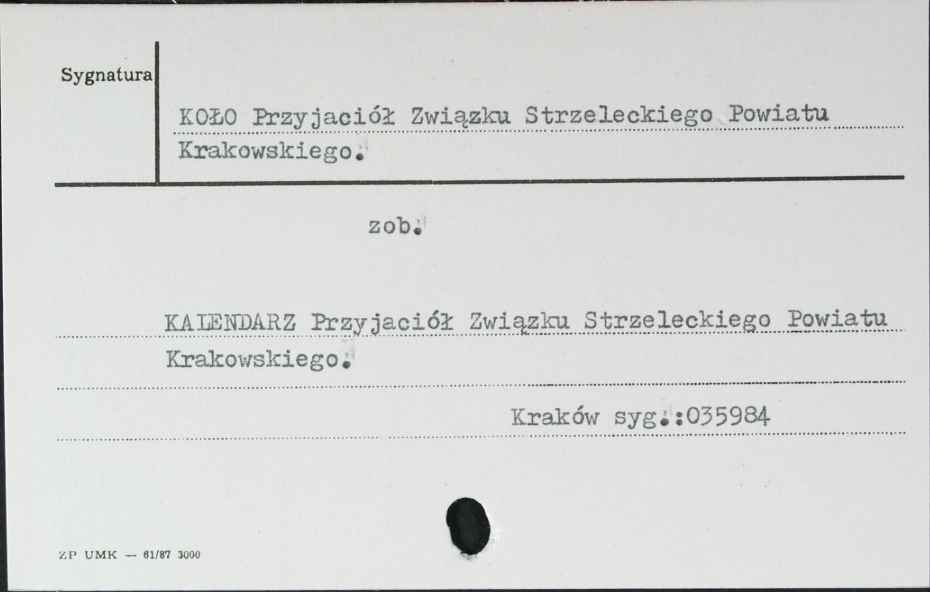 Sygnatura
KOŁO Przyjaciół Związku Strzeleckiego Powiatu
Krakowskiego.
zob.
KALENDARZ Przyjaciół Związku Strzeleckiego Powiatu
Krakowskiego.
Kraków syg.:035984
ZP UMK — 61/87 3000